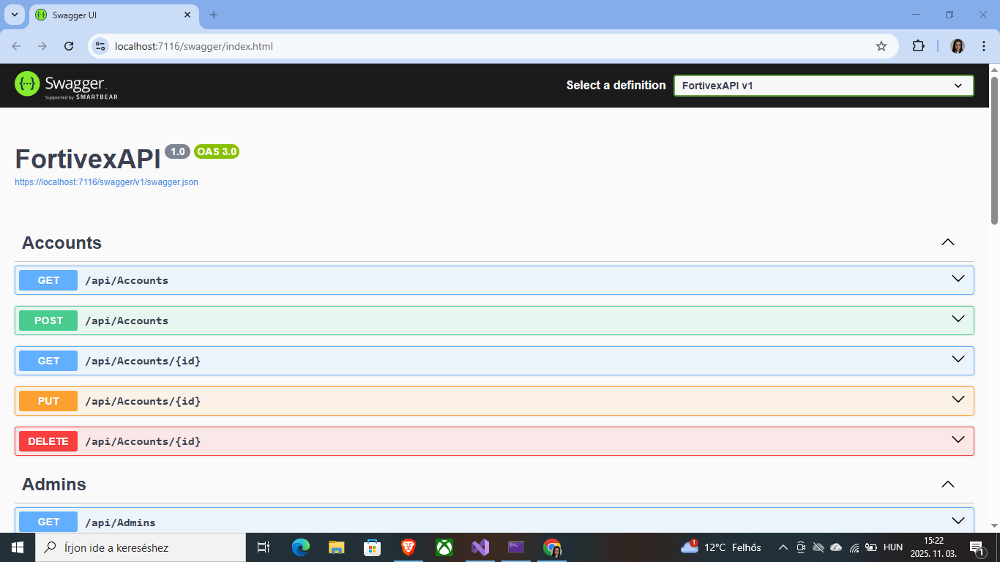 Swagger UI
localhost:7116/swagger/index.html
Swagger
Supported by SMARTBEAR
Select a definition
FortivexAPI v1
FortivexAPI 1.0 OAS 3.0
https://localhost:7116/swagger/v1/swagger.json
Accounts
GET /api/Accounts
POST /api/Accounts
GET /api/Accounts/{id}
PUT /api/Accounts/{id}
DELETE /api/Accounts/{id}
Admins
GET /api/Admins
Írjon ide a kereséshez
1
12°C Felhős
HUN
15:22
2025. 11. 03.
1